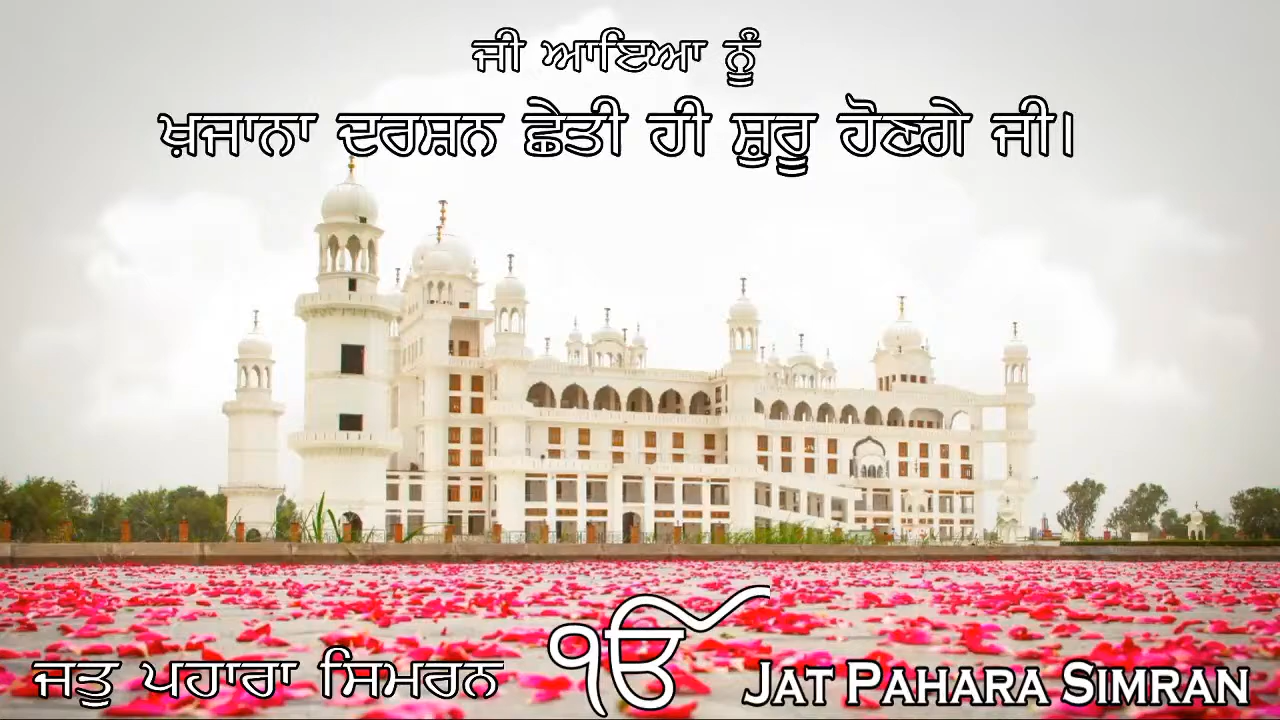 ਜੀ ਆਇਆ ਨੂੰ
ਖ਼ਜਾਨਾ ਦਰਸ਼ਨ ਛੇਤੀ ਹੀ ਸ਼ੁਰੂ ਹੋਣਗੇ ਜੀ।
ਜਤੁ ਪਹਾਰਾ ਸਿਮਰਨ ੴ JAT PAHARA SIMRAN